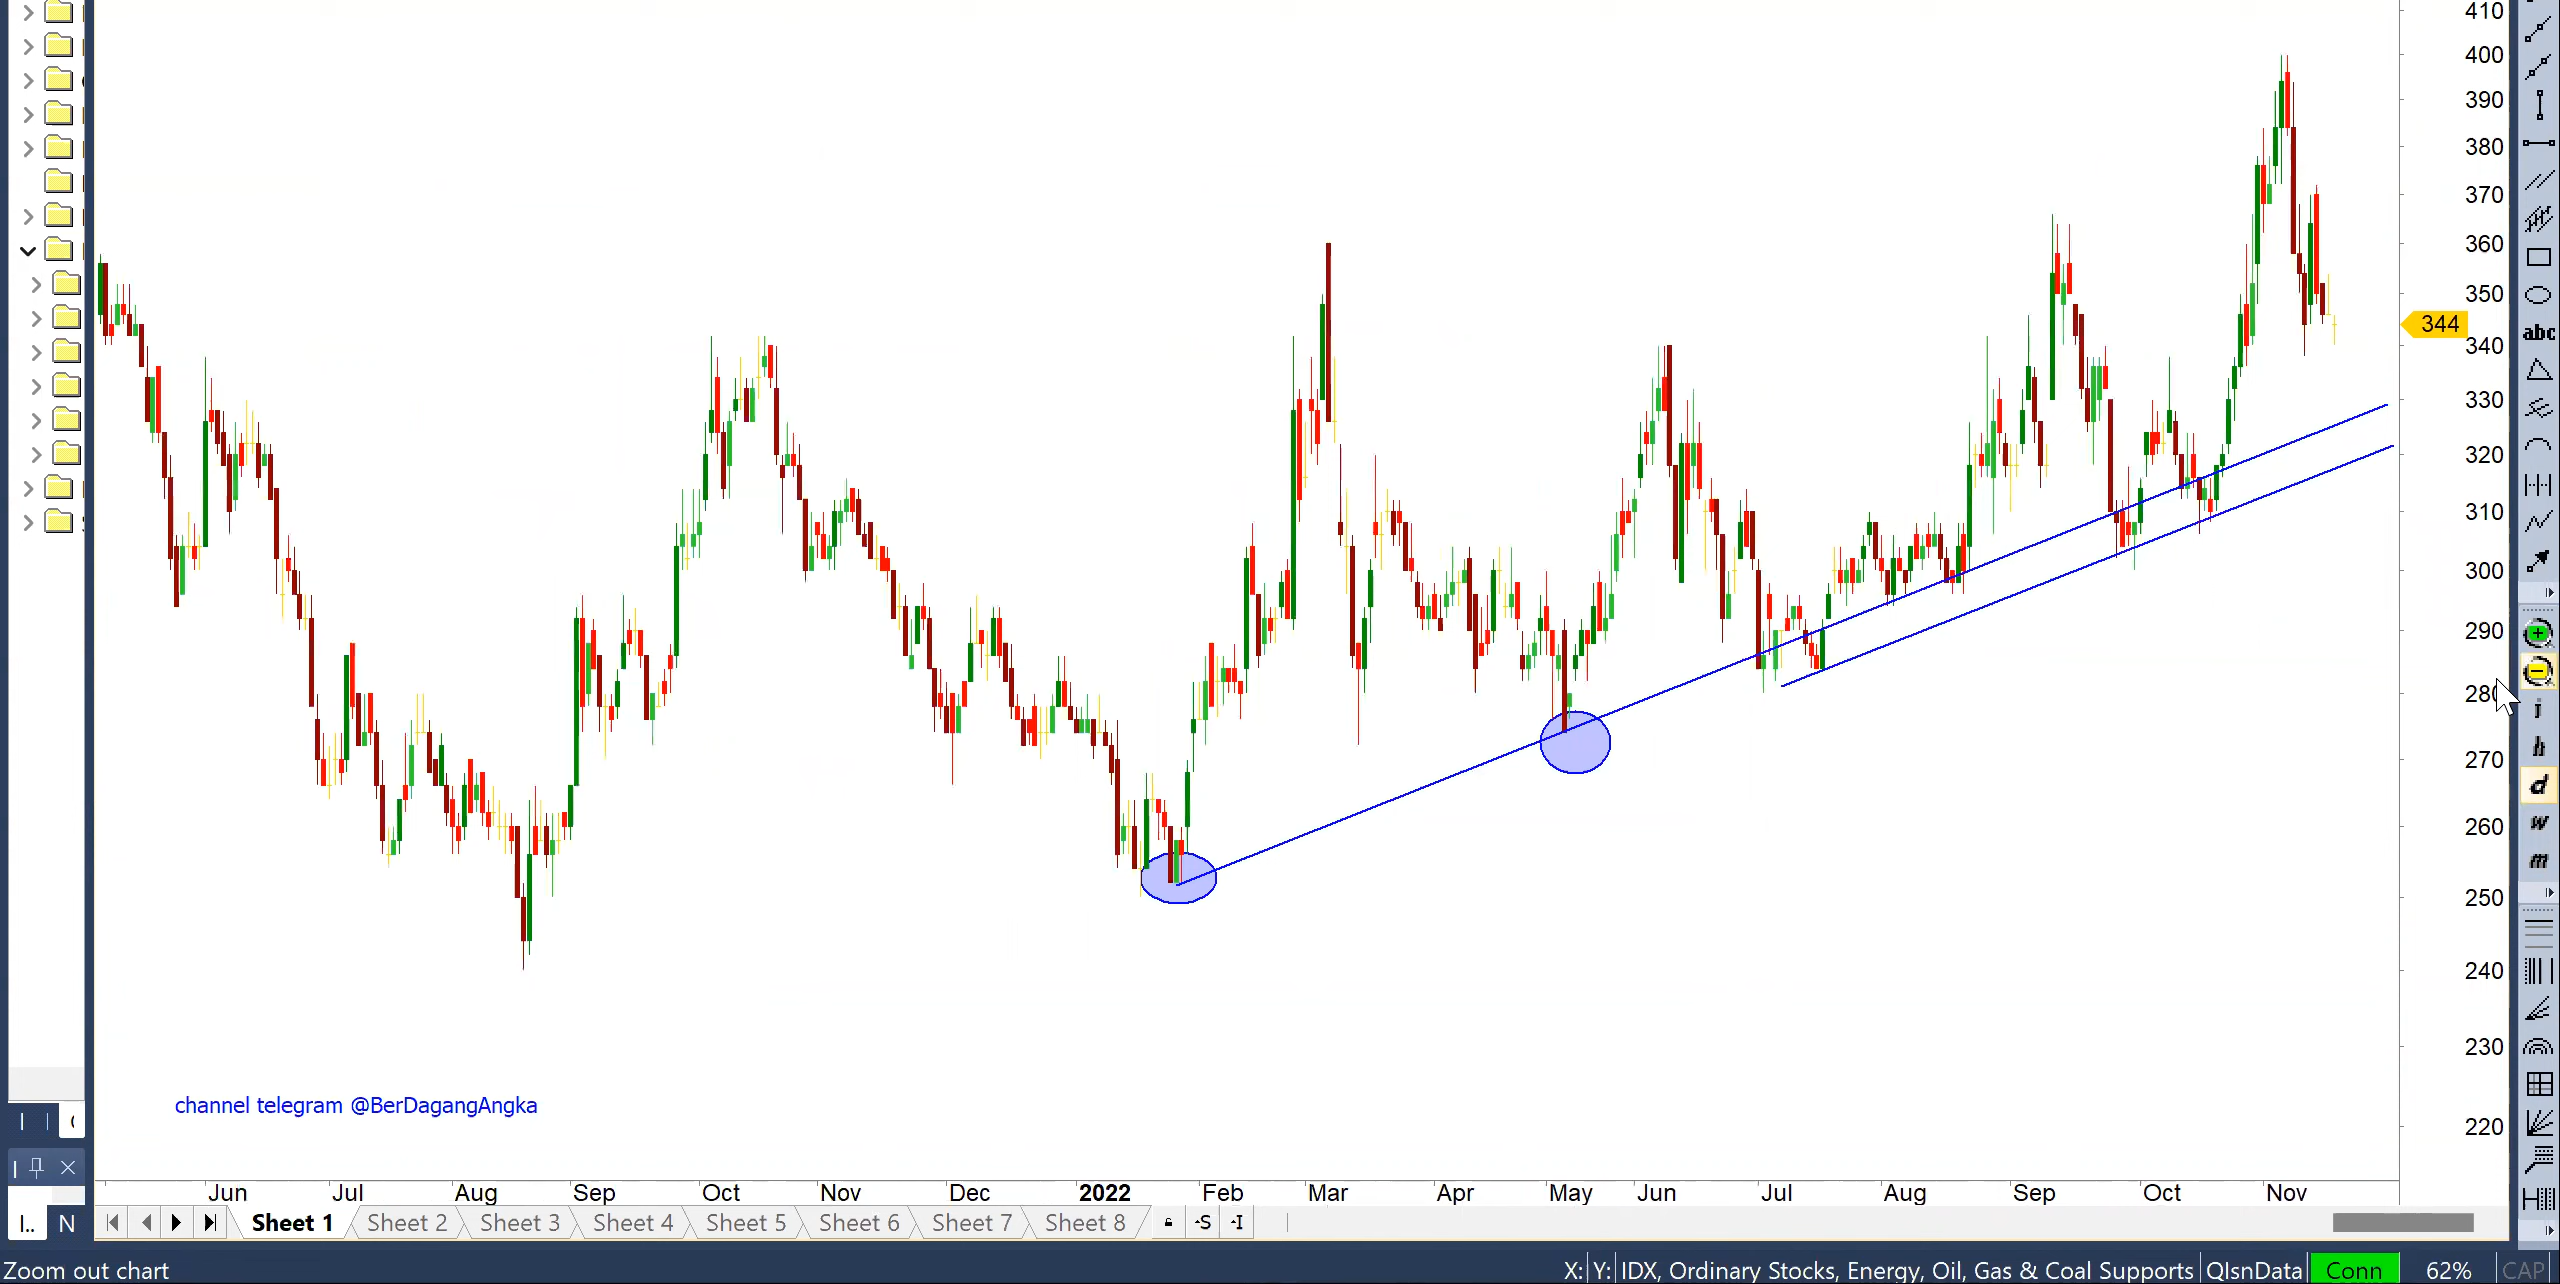 410
400
390
380
370
360
350
344
340
330
320
310
300
290
280
270
260
250
240
230
220
abc
j
h
d
w
m
channel telegram @BerDagangAngka
Jun Jul Aug Sep Oct Nov Dec 2022 Feb Mar Apr May Jun Jul Aug Sep Oct Nov
I.. N Sheet 1 Sheet 2 Sheet 3 Sheet 4 Sheet 5 Sheet 6 Sheet 7 Sheet 8 S I
Zoom out chart X: Y: IDX, Ordinary Stocks, Energy, Oil, Gas & Coal Supports QlsnData Conn 62% CAP